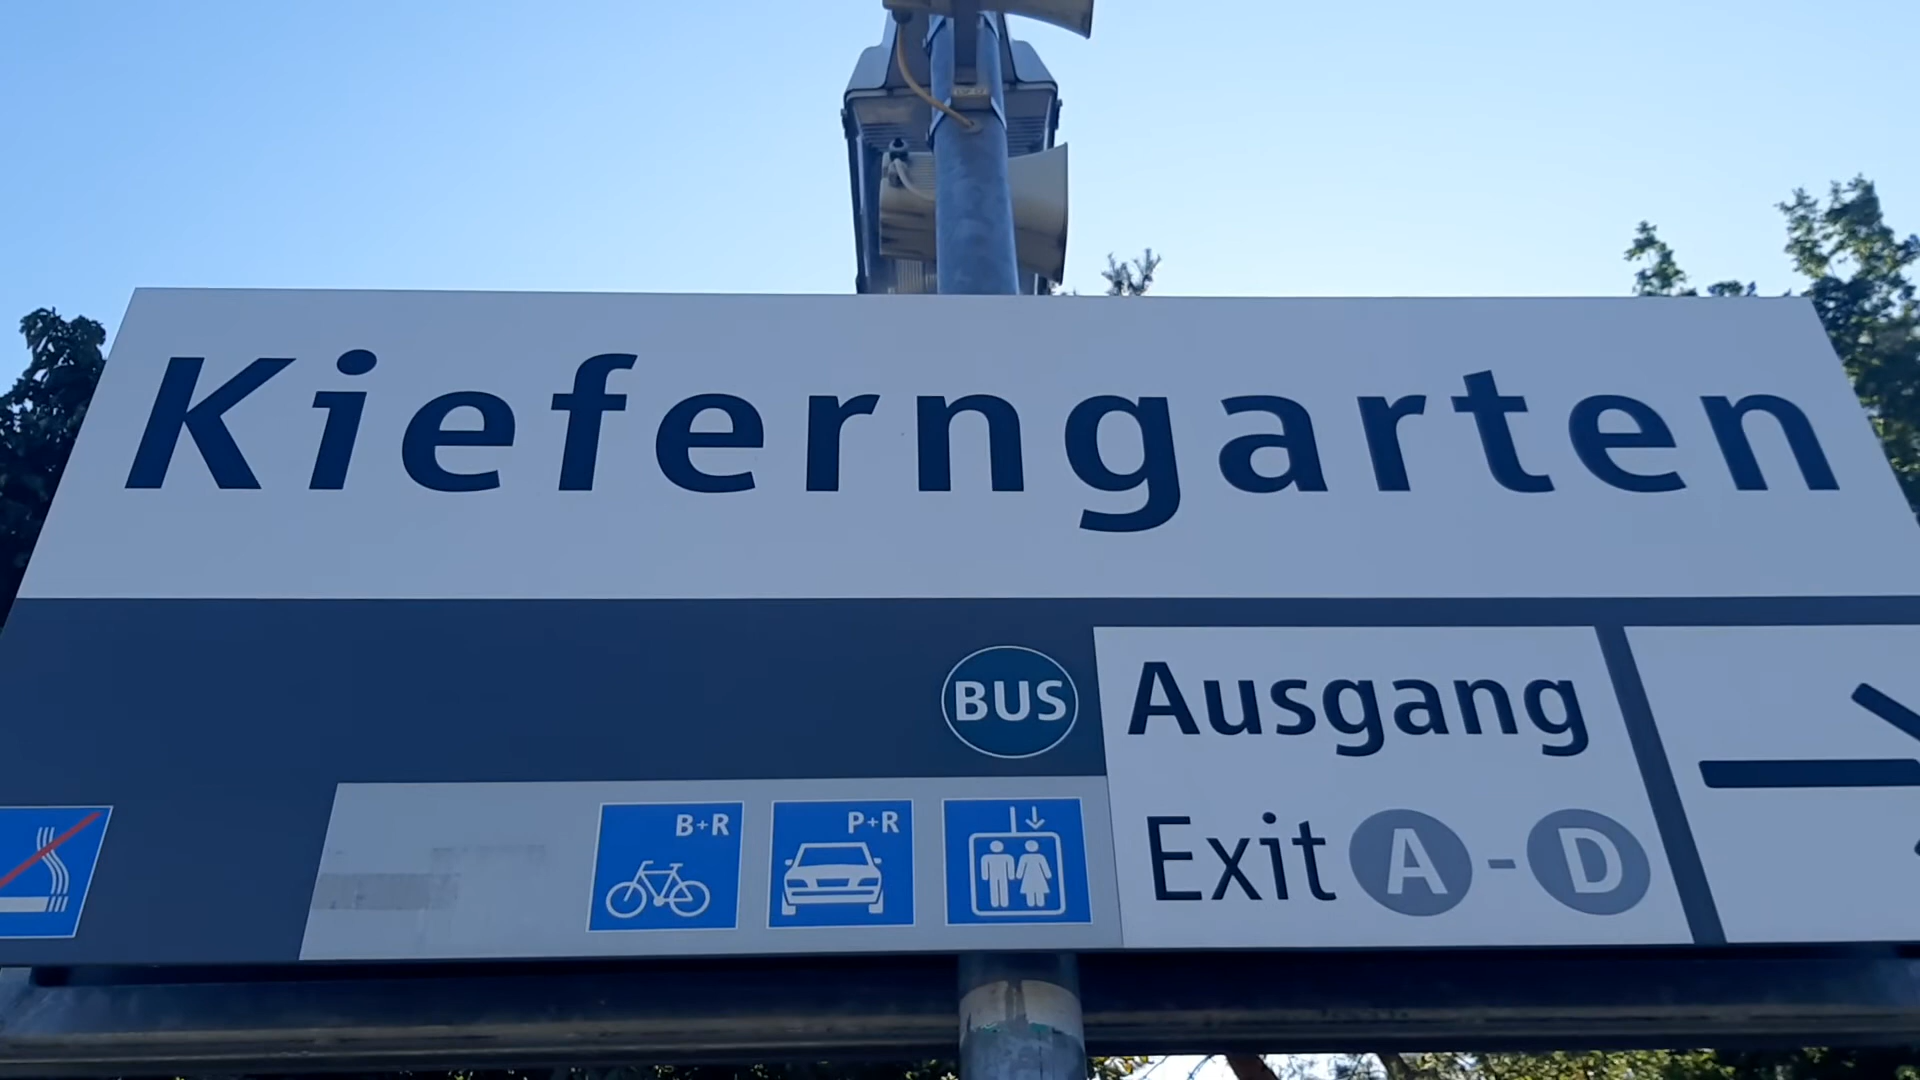 Kieferngarten
BUS
Ausgang
B+R
P+R
Exit A - D